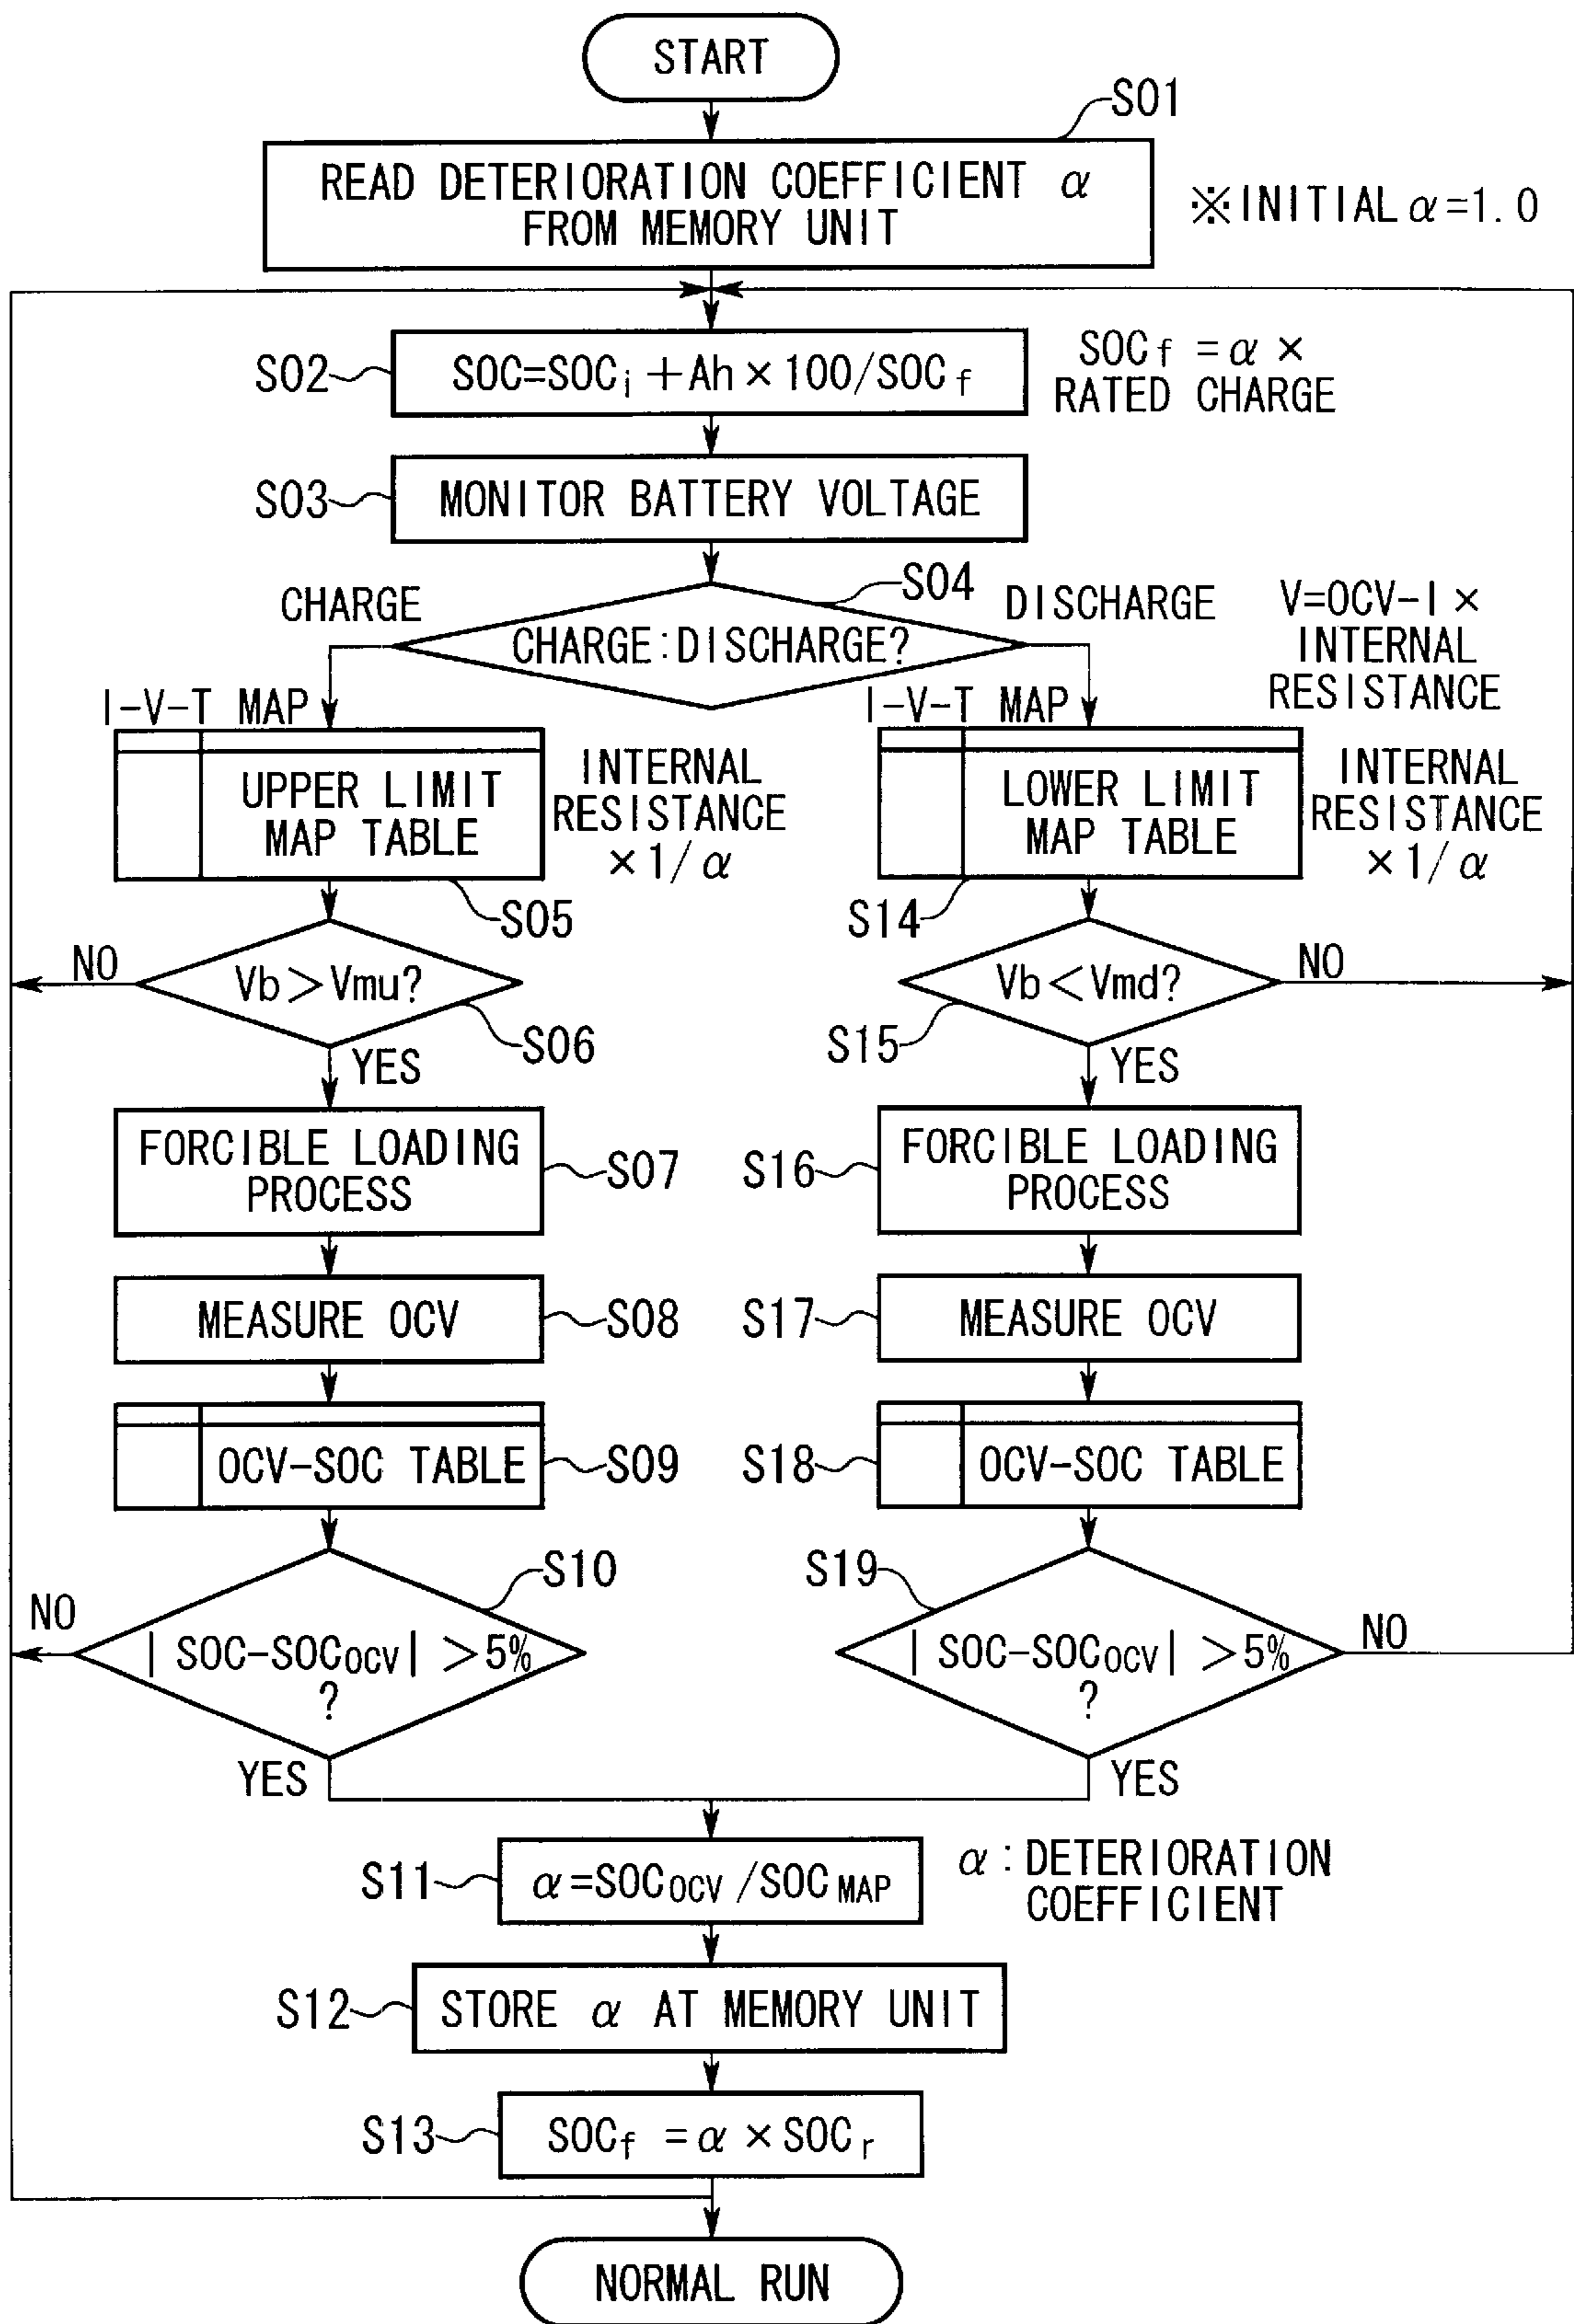 START
S01
READ DETERIORATION COEFFICIENT α
FROM MEMORY UNIT
※INITIAL α=1.0
S02
SOC=SOCi +Ah×100/SOCf
SOCf =α×
RATED CHARGE
S03
MONITOR BATTERY VOLTAGE
S04
CHARGE
CHARGE:DISCHARGE?
DISCHARGE
V=OCV-I×
INTERNAL
RESISTANCE
I-V-T MAP
UPPER LIMIT
MAP TABLE
INTERNAL
RESISTANCE
×1/α
S05
I-V-T MAP
LOWER LIMIT
MAP TABLE
INTERNAL
RESISTANCE
×1/α
S14
NO
Vb>Vmu?
S06
YES
Vb<Vmd?
NO
S15
YES
FORCIBLE LOADING
PROCESS
S07
S16
FORCIBLE LOADING
PROCESS
MEASURE OCV
S08
S17
MEASURE OCV
OCV-SOC TABLE
S09
S18
OCV-SOC TABLE
S10
NO
| SOC-SOCOCV| >5%
?
YES
S19
| SOC-SOCOCV| >5%
?
NO
YES
S11
α=SOCOCV /SOCMAP
α:DETERIORATION
COEFFICIENT
S12
STORE α AT MEMORY UNIT
S13
SOCf =α×SOCr
NORMAL RUN